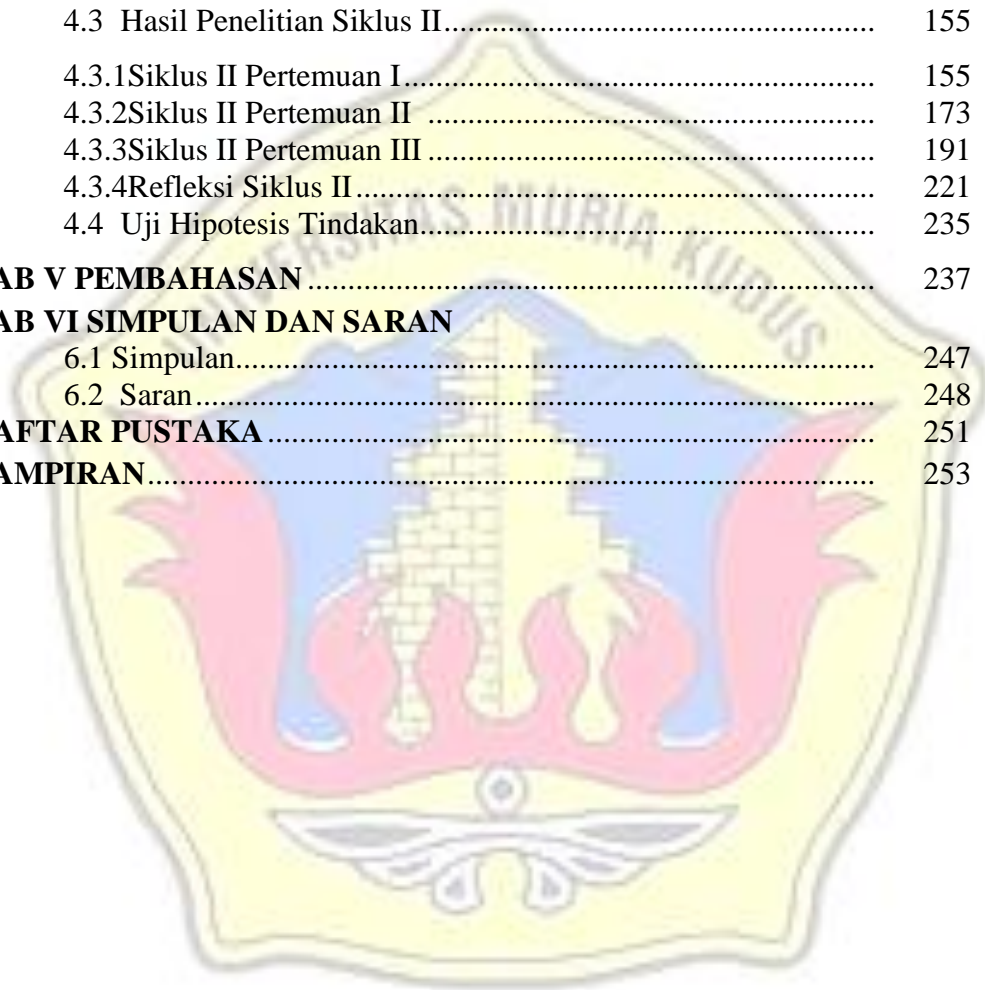 4.3 Hasil Penelitian Siklus II.......................................................... 155
4.3.1Siklus II Pertemuan I................................................................ 155
4.3.2Siklus II Pertemuan II ............................................................. 173
4.3.3Siklus II Pertemuan III ............................................................ 191
4.3.4Refleksi Siklus II...................................................................... 221
4.4 Uji Hipotesis Tindakan.............................................................. 235
AB V PEMBAHASAN.................................................................... 237
AB VI SIMPULAN DAN SARAN
6.1 Simpulan.................................................................................... 247
6.2 Saran.......................................................................................... 248
AFTAR PUSTAKA......................................................................... 251
AMPIRAN....................................................................................... 253
UNIVERSITAS MURIA KUDUS